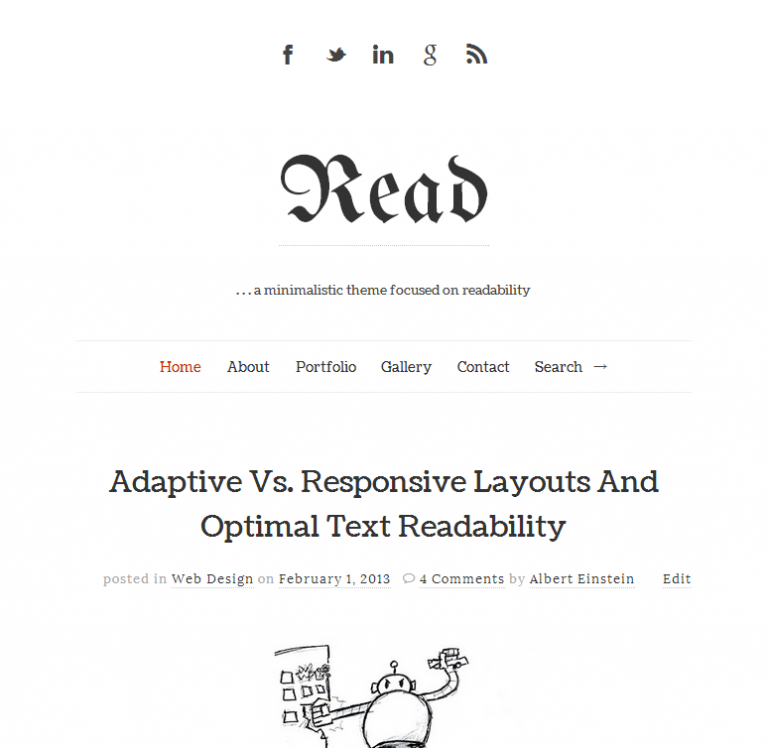 f in g
Read
...a minimalistic theme focused on readability
Home About Portfolio Gallery Contact Search →
Adaptive Vs. Responsive Layouts And
Optimal Text Readability
posted in Web Design on February 1, 2013 4 Comments by Albert Einstein Edit